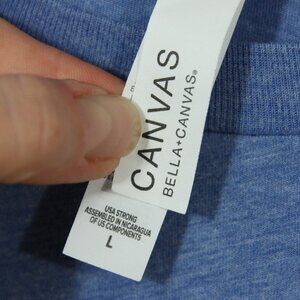 CANVAS
BELLA+CANVAS®
USA STRONG
ASSEMBLED IN NICARAGUA
OF US COMPONENTS
L